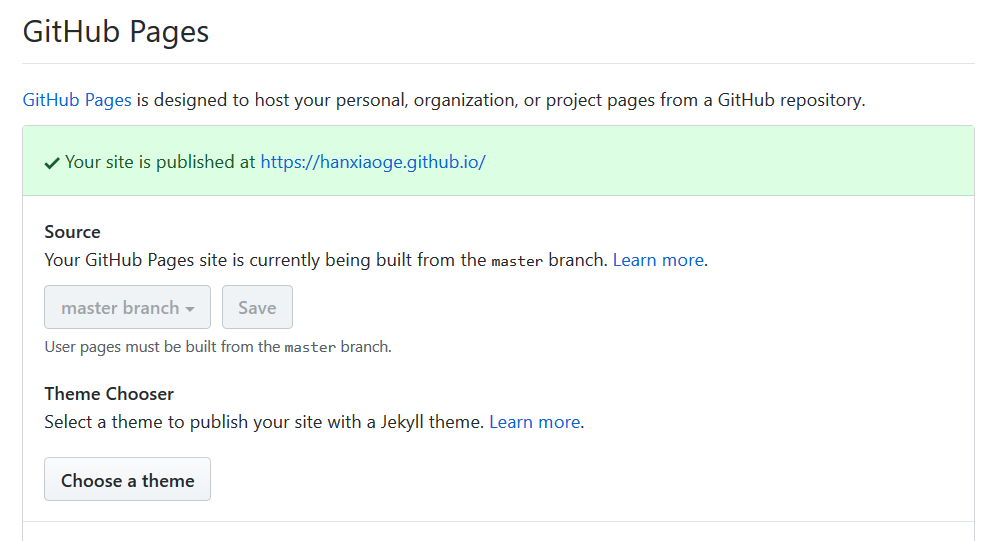 GitHub Pages
GitHub Pages is designed to host your personal, organization, or project pages from a GitHub repository.
Your site is published at https://hanxiaoge.github.io/
Source
Your GitHub Pages site is currently being built from the master branch. Learn more.
master branch Save
User pages must be built from the master branch.
Theme Chooser
Select a theme to publish your site with a Jekyll theme. Learn more.
Choose a theme